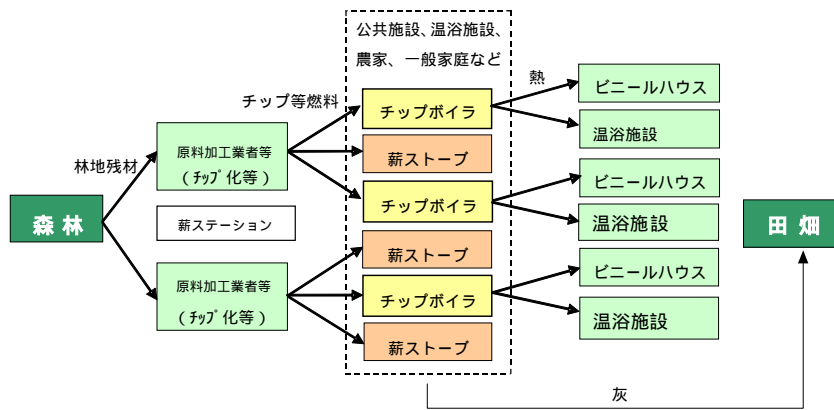 公共施設、温浴施設、
農家、一般家庭など
熱
ビニールハウス
チップ等燃料
チップボイラ
温浴施設
原料加工業者等
（ﾁｯﾌﾟ化等）
林地残材
薪ストーブ
ビニールハウス
チップボイラ
森林
薪ステーション
温浴施設
田畑
薪ストーブ
ビニールハウス
原料加工業者等
（ﾁｯﾌﾟ化等）
チップボイラ
温浴施設
薪ストーブ
灰